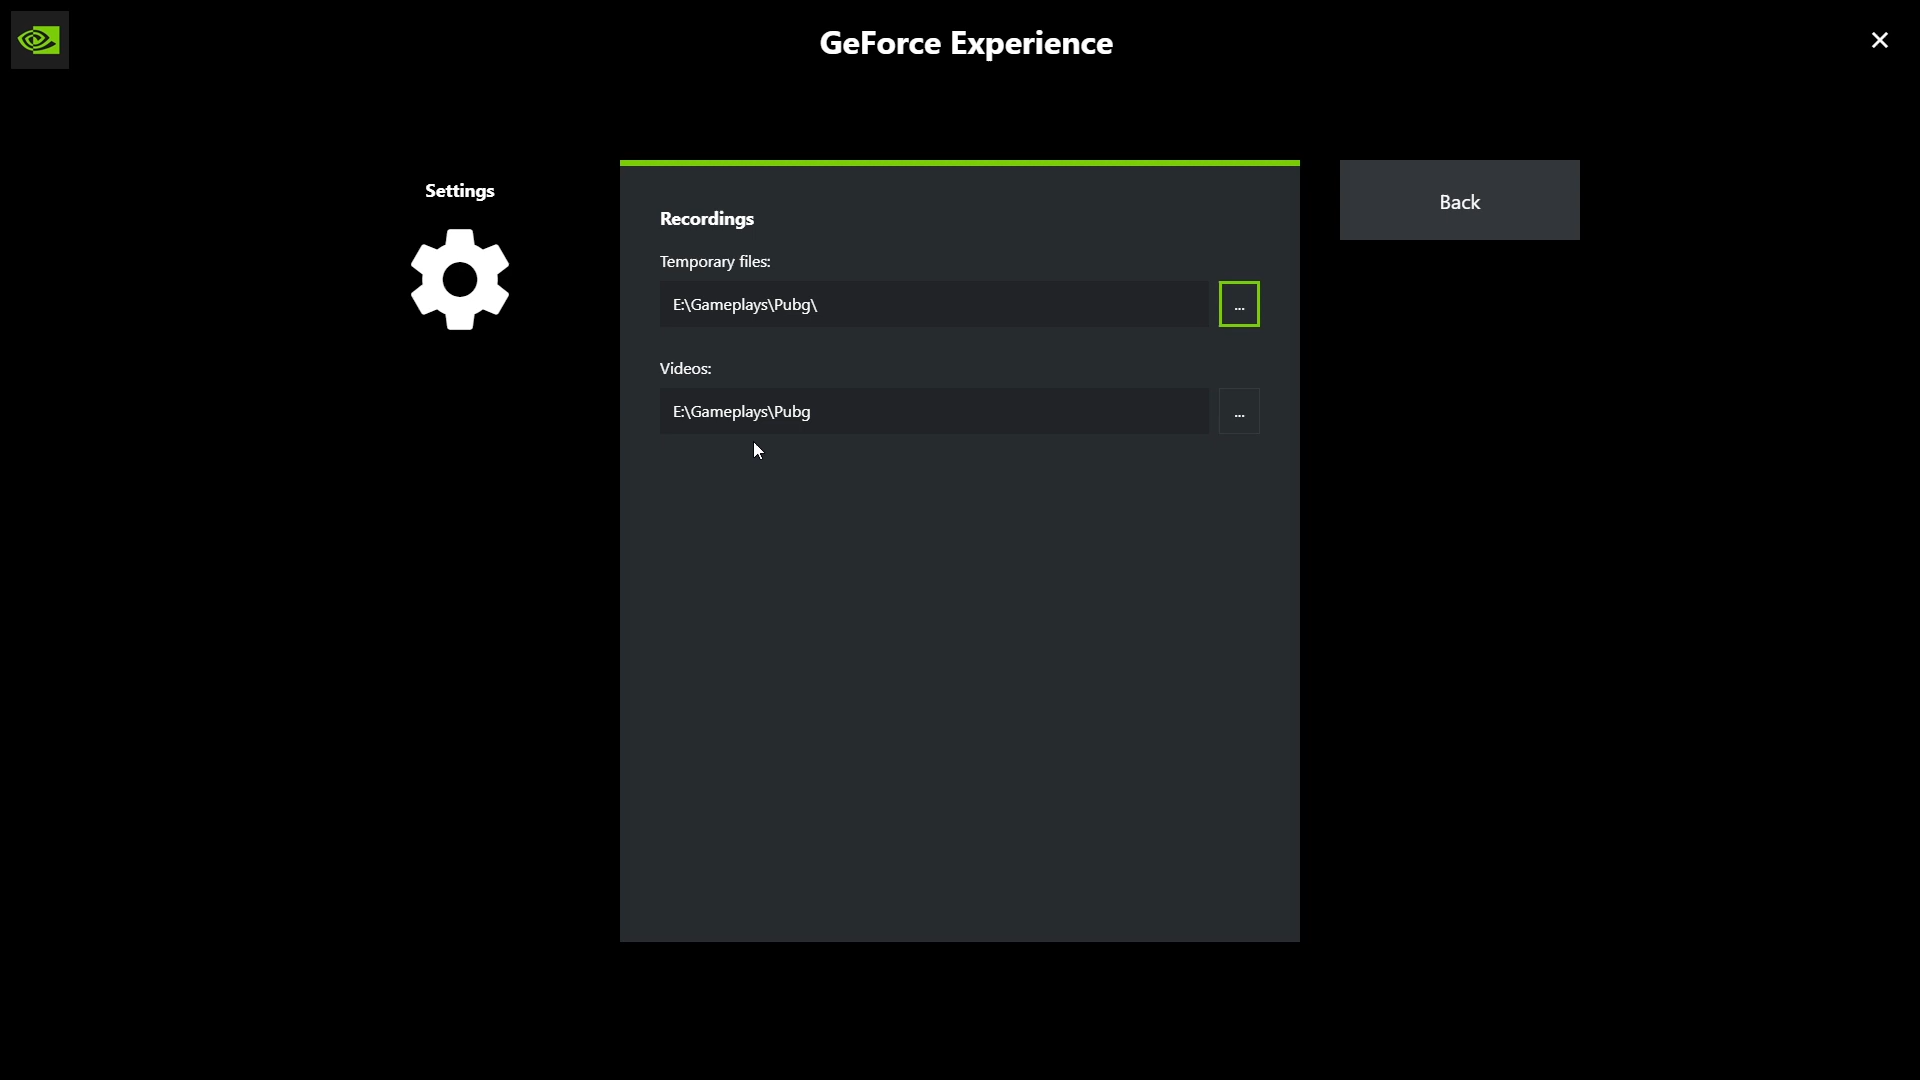 GeForce Experience
Settings
Recordings
Temporary files:
E:\Gameplays\Pubg\
...
Videos:
E:\Gameplays\Pubg
...
Back